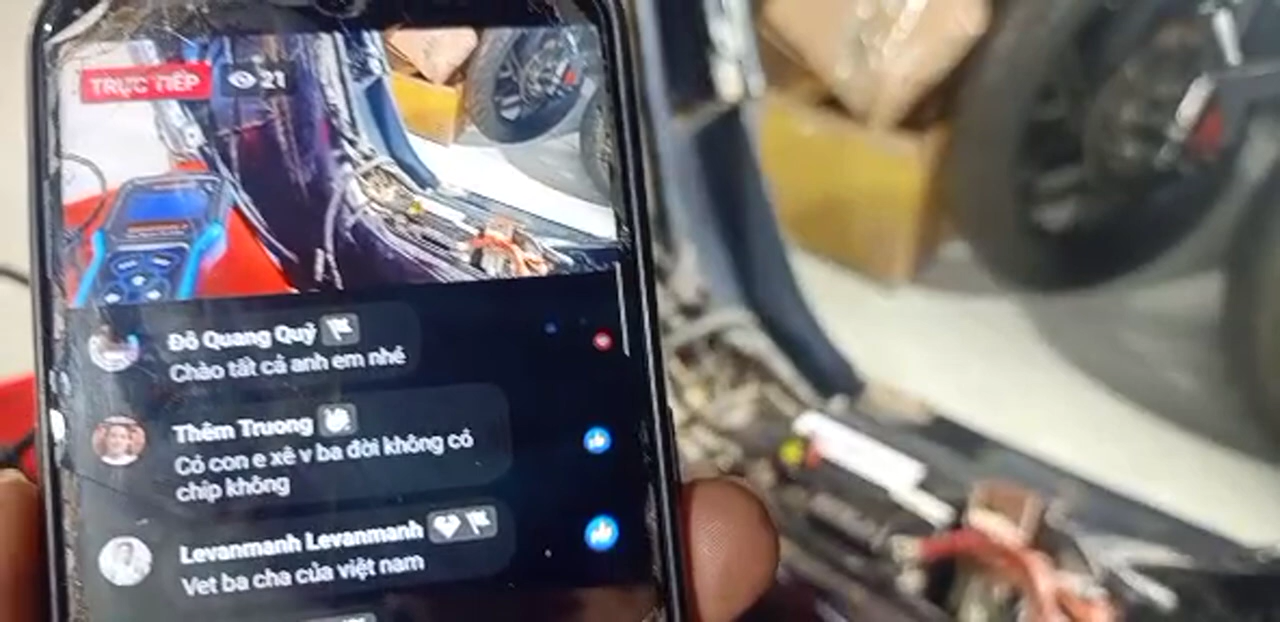 TRỰC TIẾP 21
Đỗ Quang Quý
Chào tất cả anh em nhé
Thêm Truong
Có con e xê v ba đời không có
chíp không
Levanmanh Levanmanh
Vet ba cha của việt nam